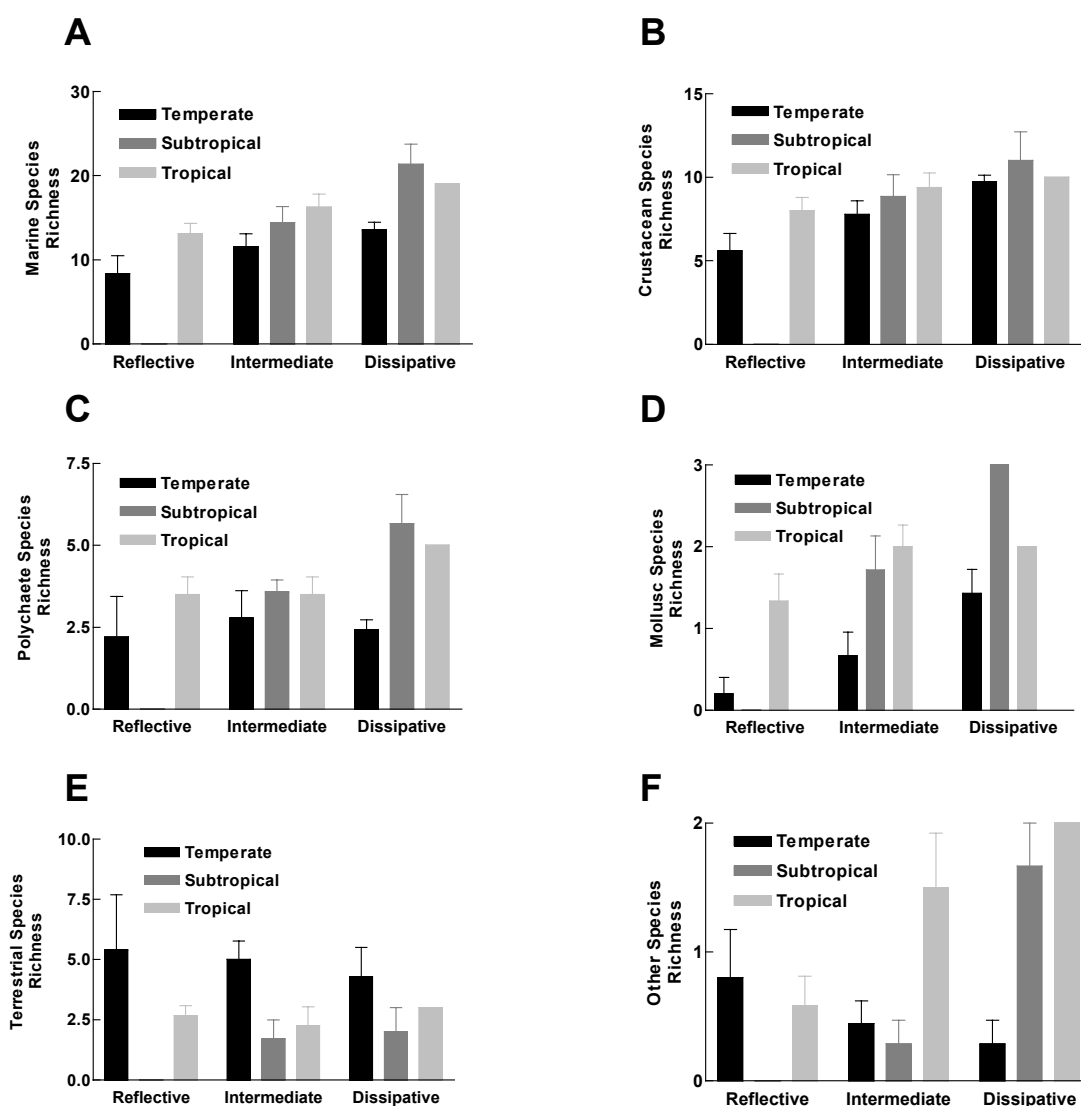 A
Marine Species
Richness
30
20
10
0
Temperate
Subtropical
Tropical
Reflective Intermediate Dissipative
B
Crustacean Species
Richness
15
10
5
0
Temperate
Subtropical
Tropical
Reflective Intermediate Dissipative
C
Polychaete Species
Richness
7.5
5.0
2.5
0.0
Temperate
Subtropical
Tropical
Reflective Intermediate Dissipative
D
Mollusc Species
Richness
3
2
1
0
Temperate
Subtropical
Tropical
Reflective Intermediate Dissipative
E
Terrestrial Species
Richness
10.0
7.5
5.0
2.5
0.0
Temperate
Subtropical
Tropical
Reflective Intermediate Dissipative
F
Other Species
Richness
2
1
0
Temperate
Subtropical
Tropical
Reflective Intermediate Dissipative